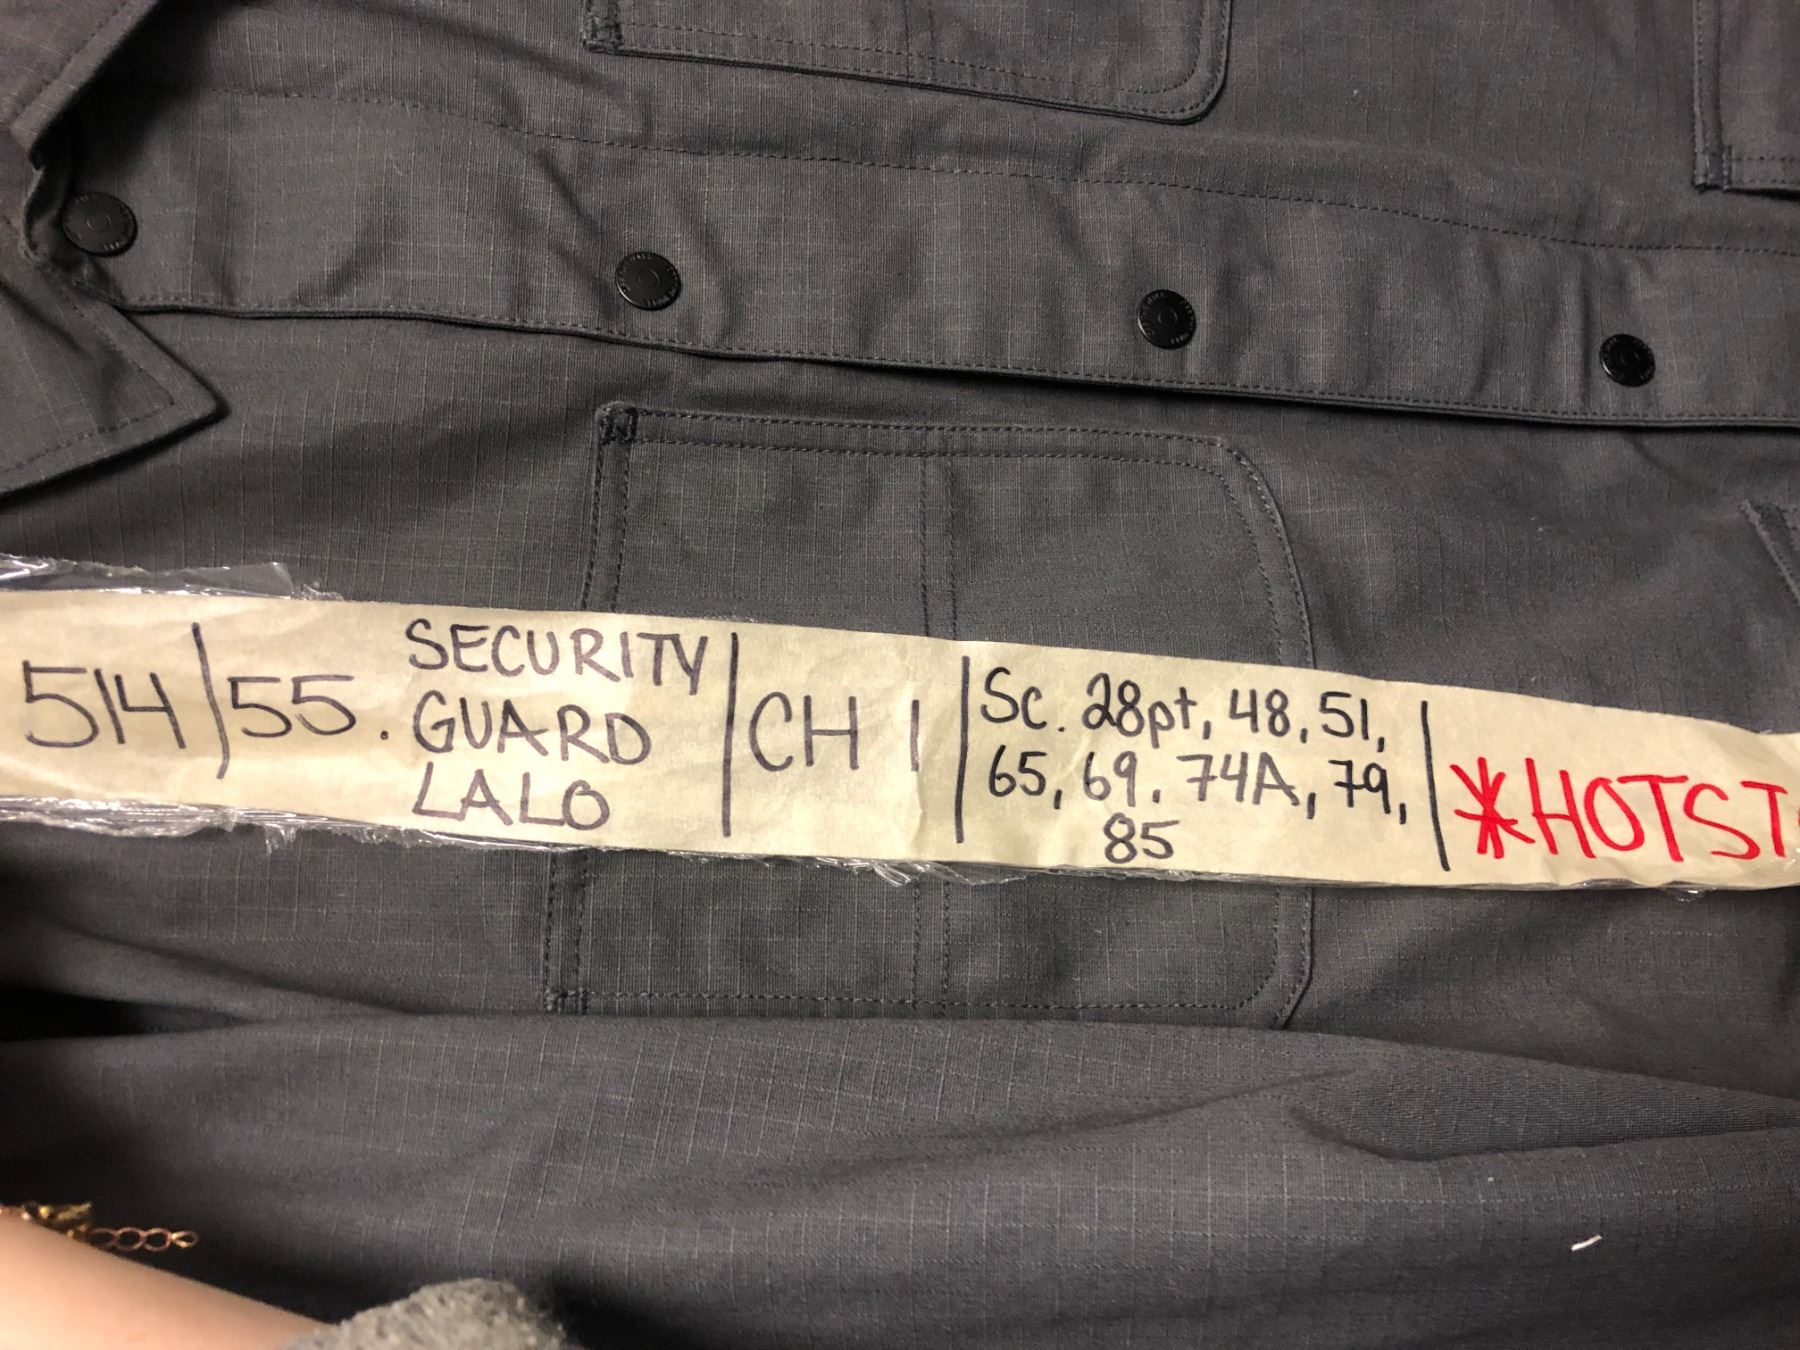 514/55. SECURITY GUARD LALO | CH 1 | Sc. 28pt, 48, 51,
65, 69. 74A, 79,
85
*HOTST